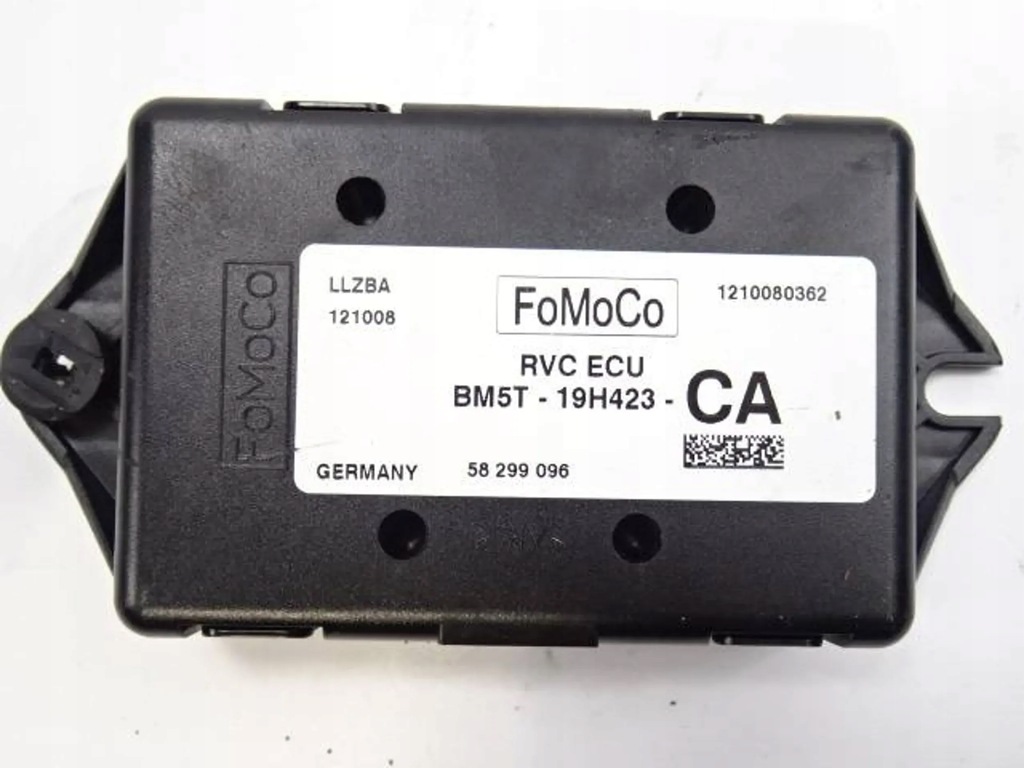 FoMoCo
LLZBA
121008
FoMoCo
1210080362
RVC ECU
BM5T - 19H423 - CA
GERMANY 58 299 096